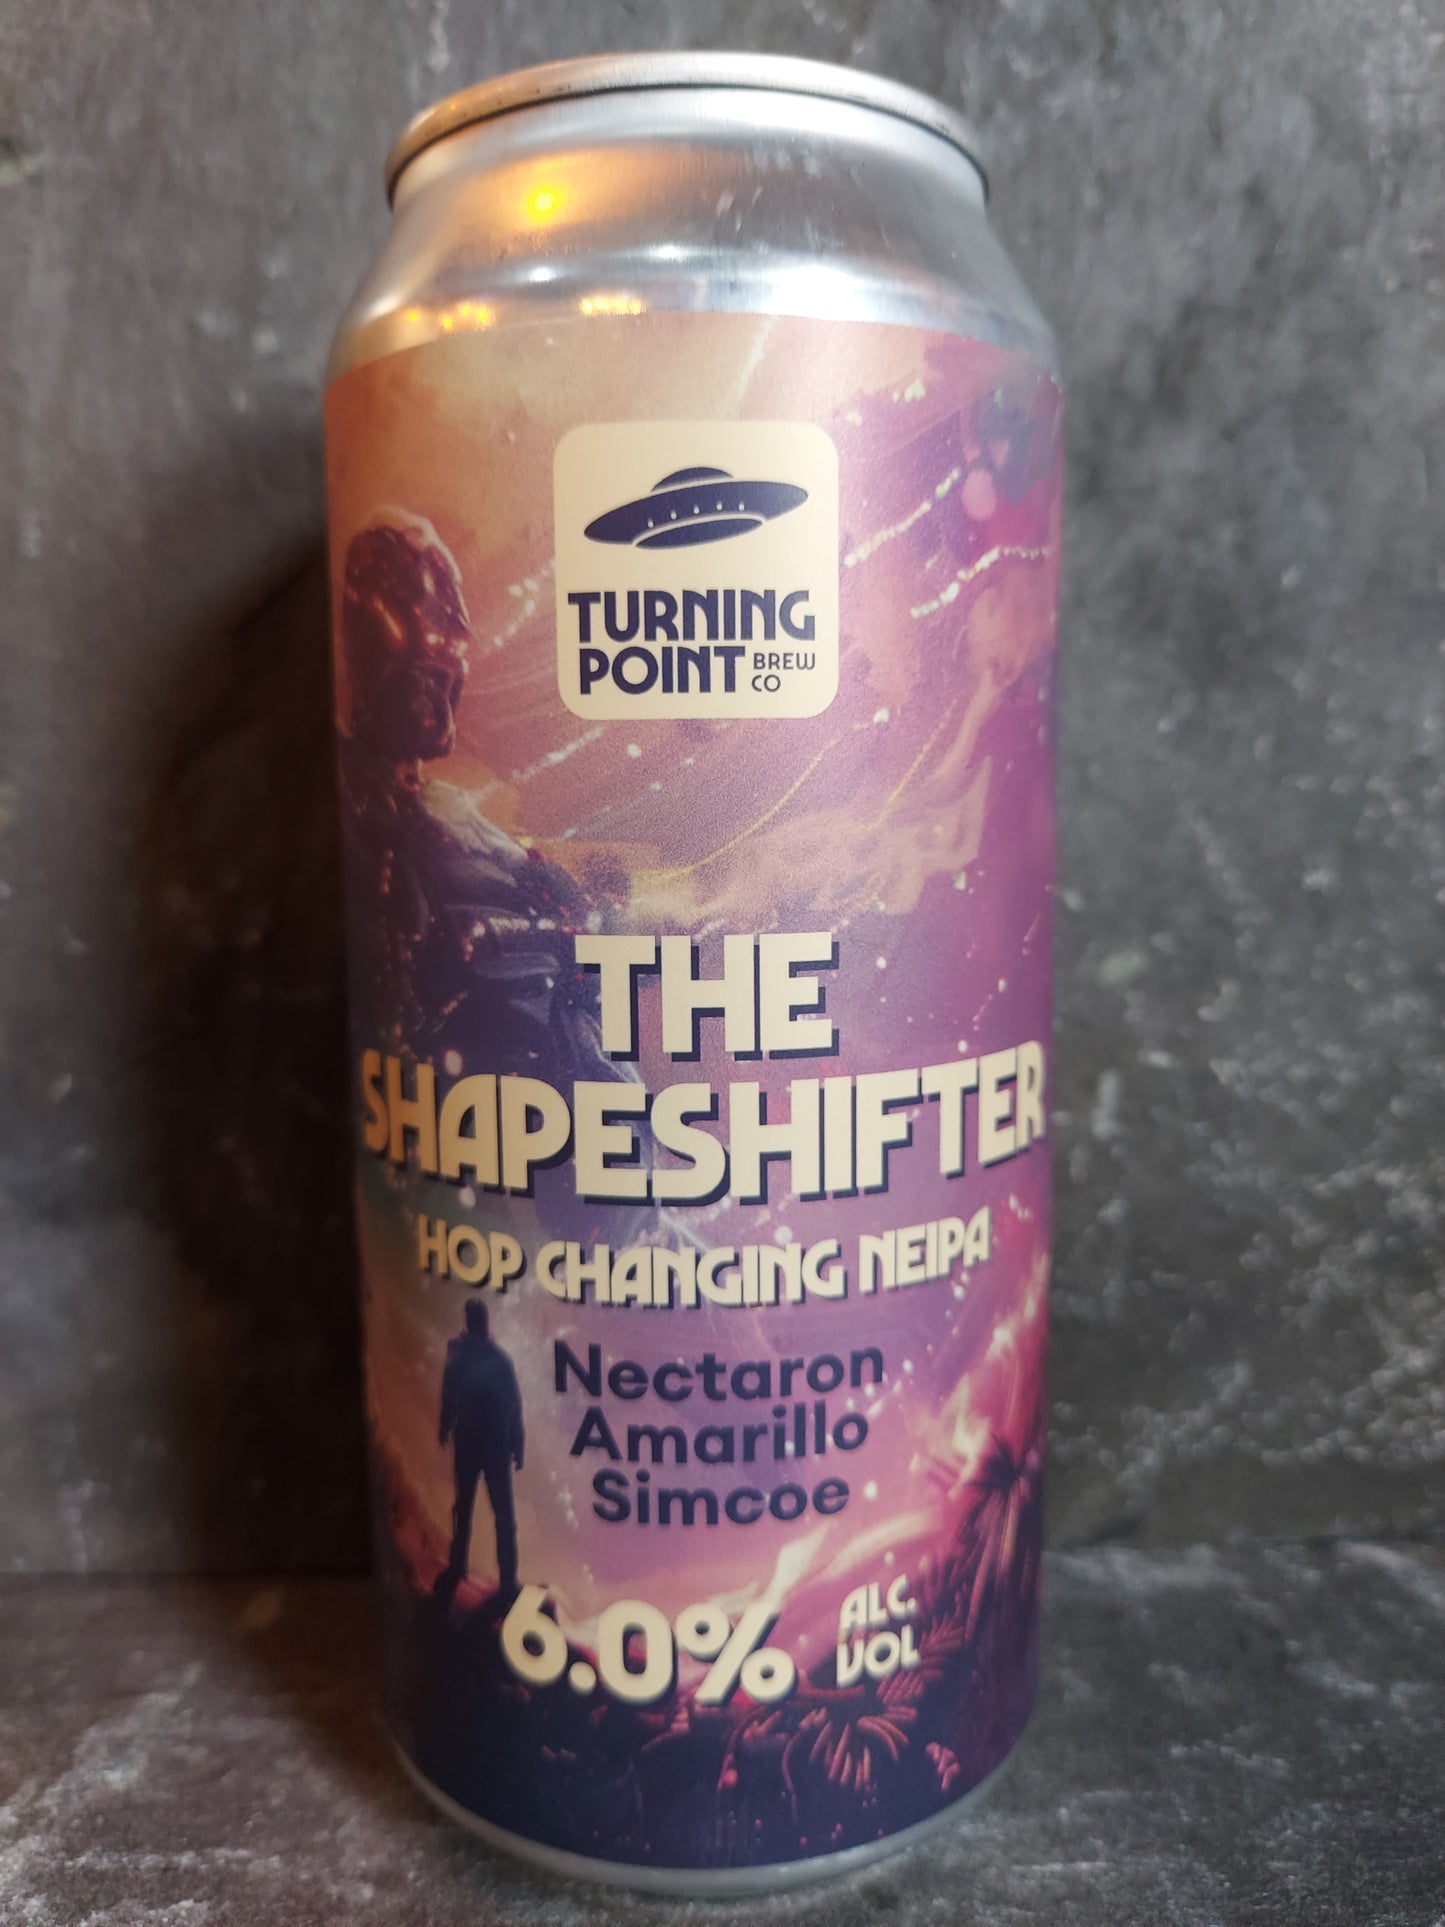 TURNING
POINT BREW
CO
THE
SHAPESHIFTER
HOP CHANGING NEIPA
Nectaron
Amarillo
Simcoe
6.0% ALC.
VOL